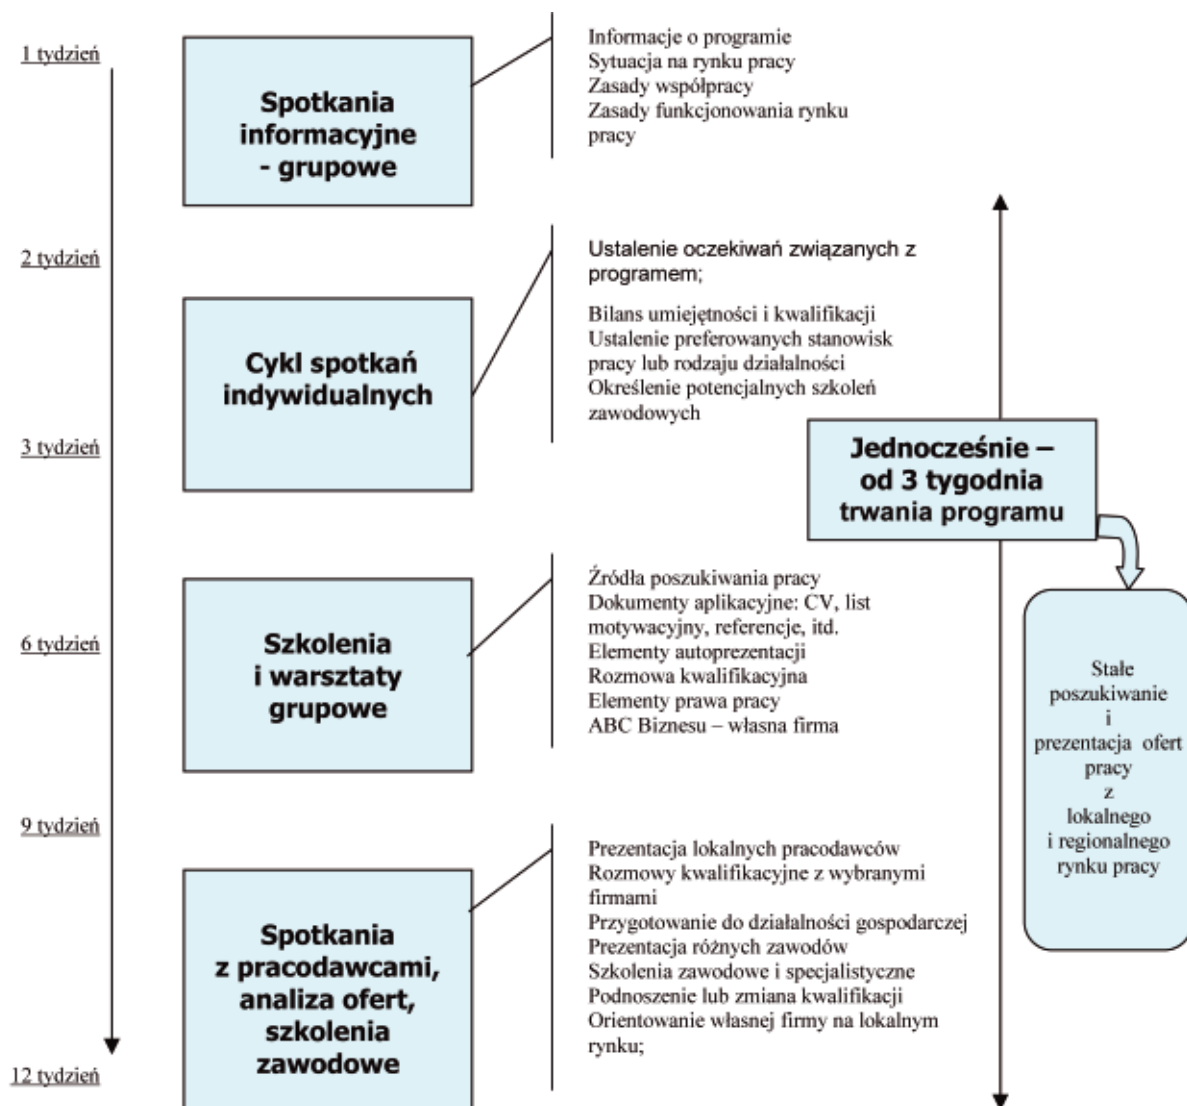 1 tydzień
Spotkania
informacyjne
- grupowe
Informacje o programie
Sytuacja na rynku pracy
Zasady współpracy
Zasady funkcjonowania rynku
pracy
2 tydzień
Cykl spotkań
indywidualnych
Ustalenie oczekiwań związanych z
programem;
Bilans umiejętności i kwalifikacji
Ustalenie preferowanych stanowisk
pracy lub rodzaju działalności
Określenie potencjalnych szkoleń
zawodowych
3 tydzień
Jednocześnie –
od 3 tygodnia
trwania programu
6 tydzień
Szkolenia
i warsztaty
grupowe
Źródła poszukiwania pracy
Dokumenty aplikacyjne: CV, list
motywacyjny, referencje, itd.
Elementy autoprezentacji
Rozmowa kwalifikacyjna
Elementy prawa pracy
ABC Biznesu – własna firma
Stałe
poszukiwanie
i
prezentacja ofert
pracy
z
lokalnego
i regionalnego
rynku pracy
9 tydzień
Spotkania
z pracodawcami,
analiza ofert,
szkolenia
zawodowe
Prezentacja lokalnych pracodawców
Rozmowy kwalifikacyjne z wybranymi
firmami
Przygotowanie do działalności gospodarczej
Prezentacja różnych zawodów
Szkolenia zawodowe i specjalistyczne
Podnoszenie lub zmiana kwalifikacji
Orientowanie własnej firmy na lokalnym
rynku;
12 tydzień